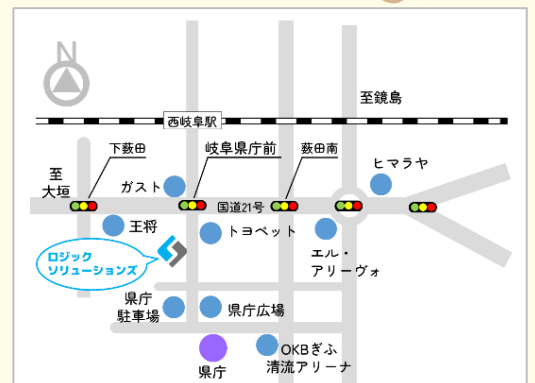 N
至鏡島
西岐阜駅
下薮田
岐阜県庁前
薮田南
至
大垣
ガスト
ヒマラヤ
国道21号
王将
トヨペット
エル・
アリーヴォ
ロジック
ソリューションズ
県庁
駐車場
県庁広場
県庁
OKBぎふ
清流アリーナ